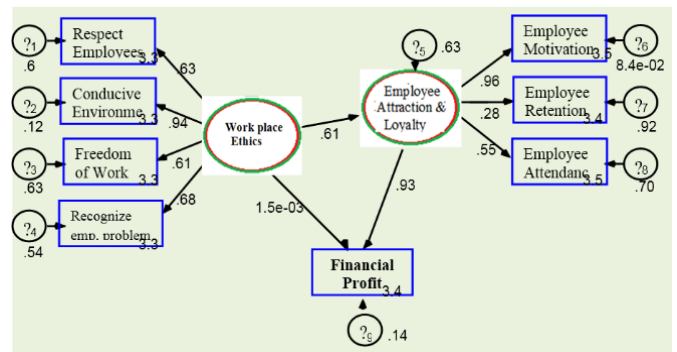 ?1
.6
Respect
Employees
3.3
.63
?2
.12
Conducive
Environme
3.3
.94
?3
.63
Freedom
of Work
3.3
.61
?4
.54
Recognize
emp. problem
3.3
.68
Work place
Ethics
.61
1.5e-03
?5
.63
Employee
Attraction &
Loyalty
.93
.96
.28
.55
Employee
Motivation
3.5
?6
8.4e-02
Employee
Retention
3.4
?7
.92
Employee
Attendanc
3.5
?8
.70
Financial
Profit
3.4
?9
.14